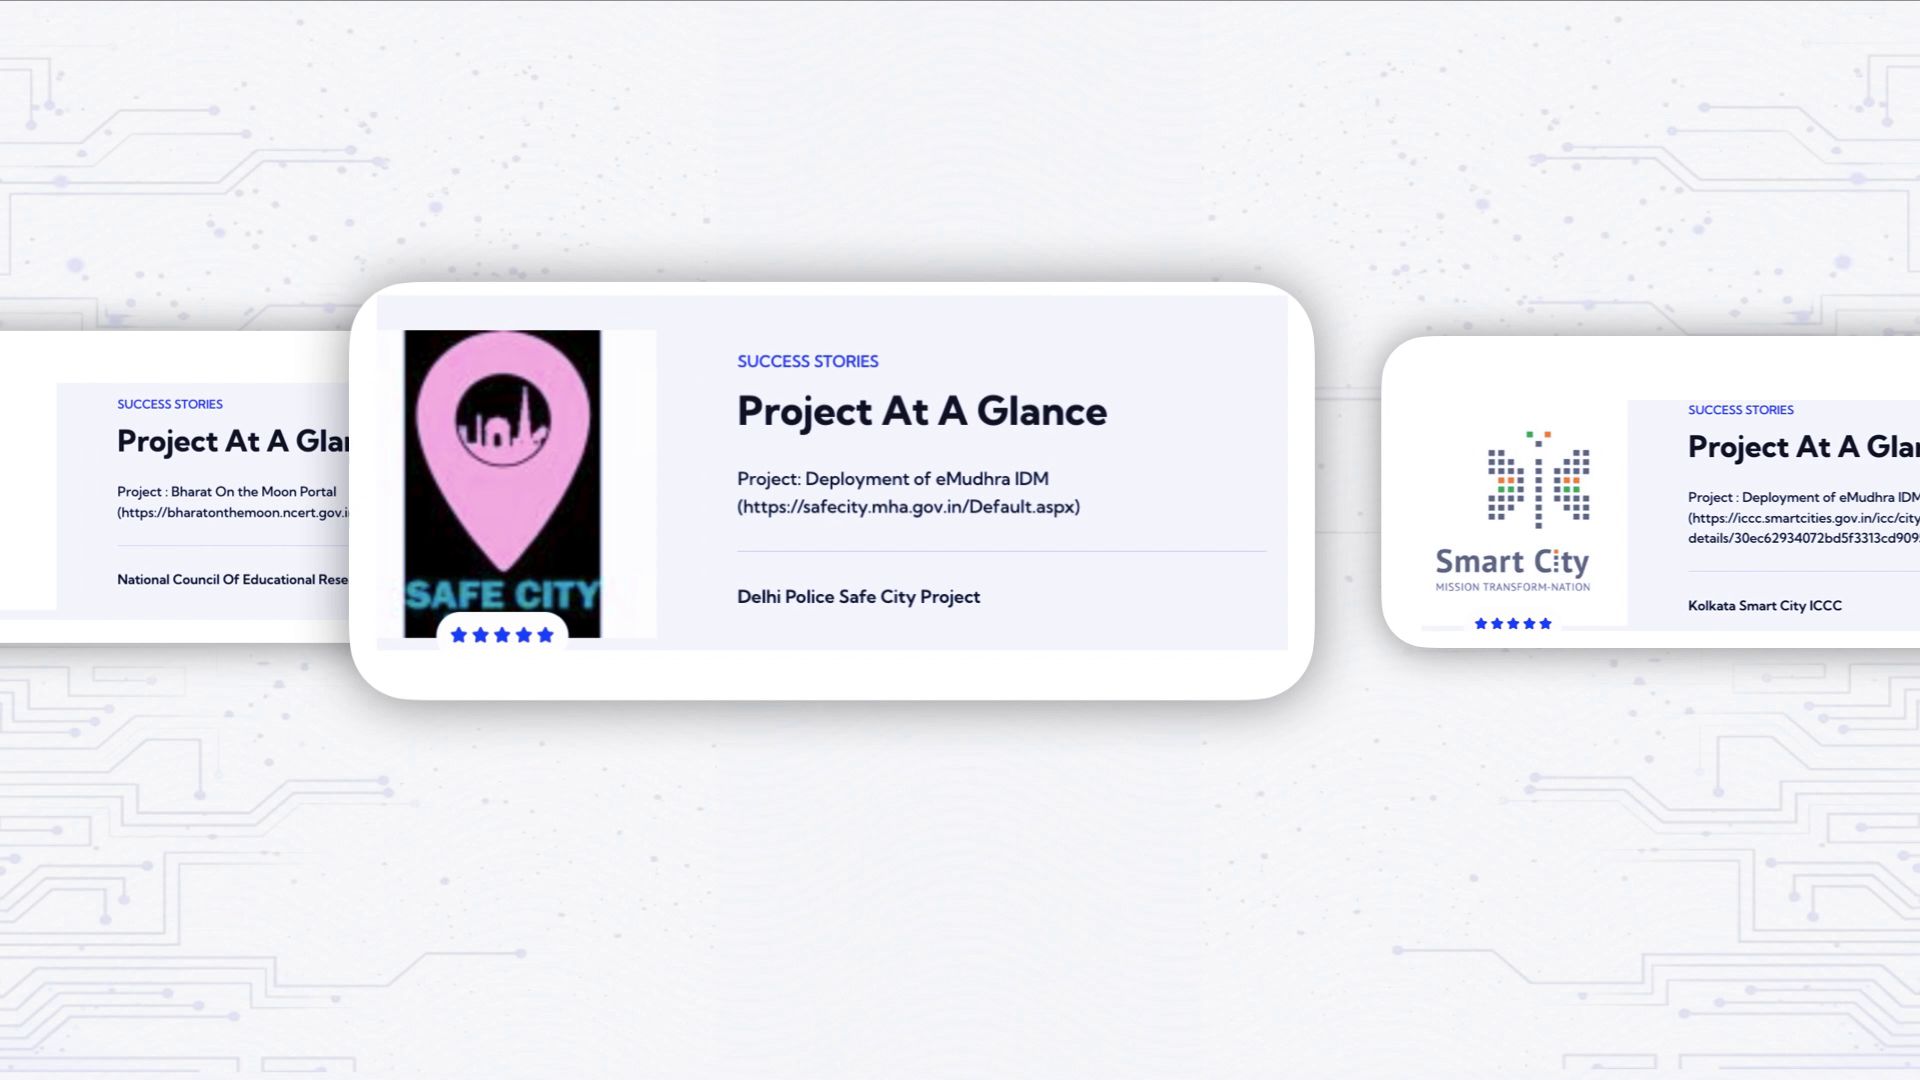 SUCCESS STORIES
Project At A
Project : Bharat On the Moon Portal
(https://bharatonthemoon.ncert.gov.i
National Council Of Educational
SAFE CITY
SUCCESS STORIES
Project At A Glance
Project: Deployment of eMudhra IDM
(https://safecity.mha.gov.in/Default.aspx)
Delhi Police Safe City Project
Smart City
MISSION TRANSFORM-NATION
SUCCESS STORIES
Project At A
Project : Deployment of eMudhra IDM
(https://iccc.smartcities.gov.in/icc/city
details/30ec62934072bd5f3313cd909
Kolkata Smart City ICCC